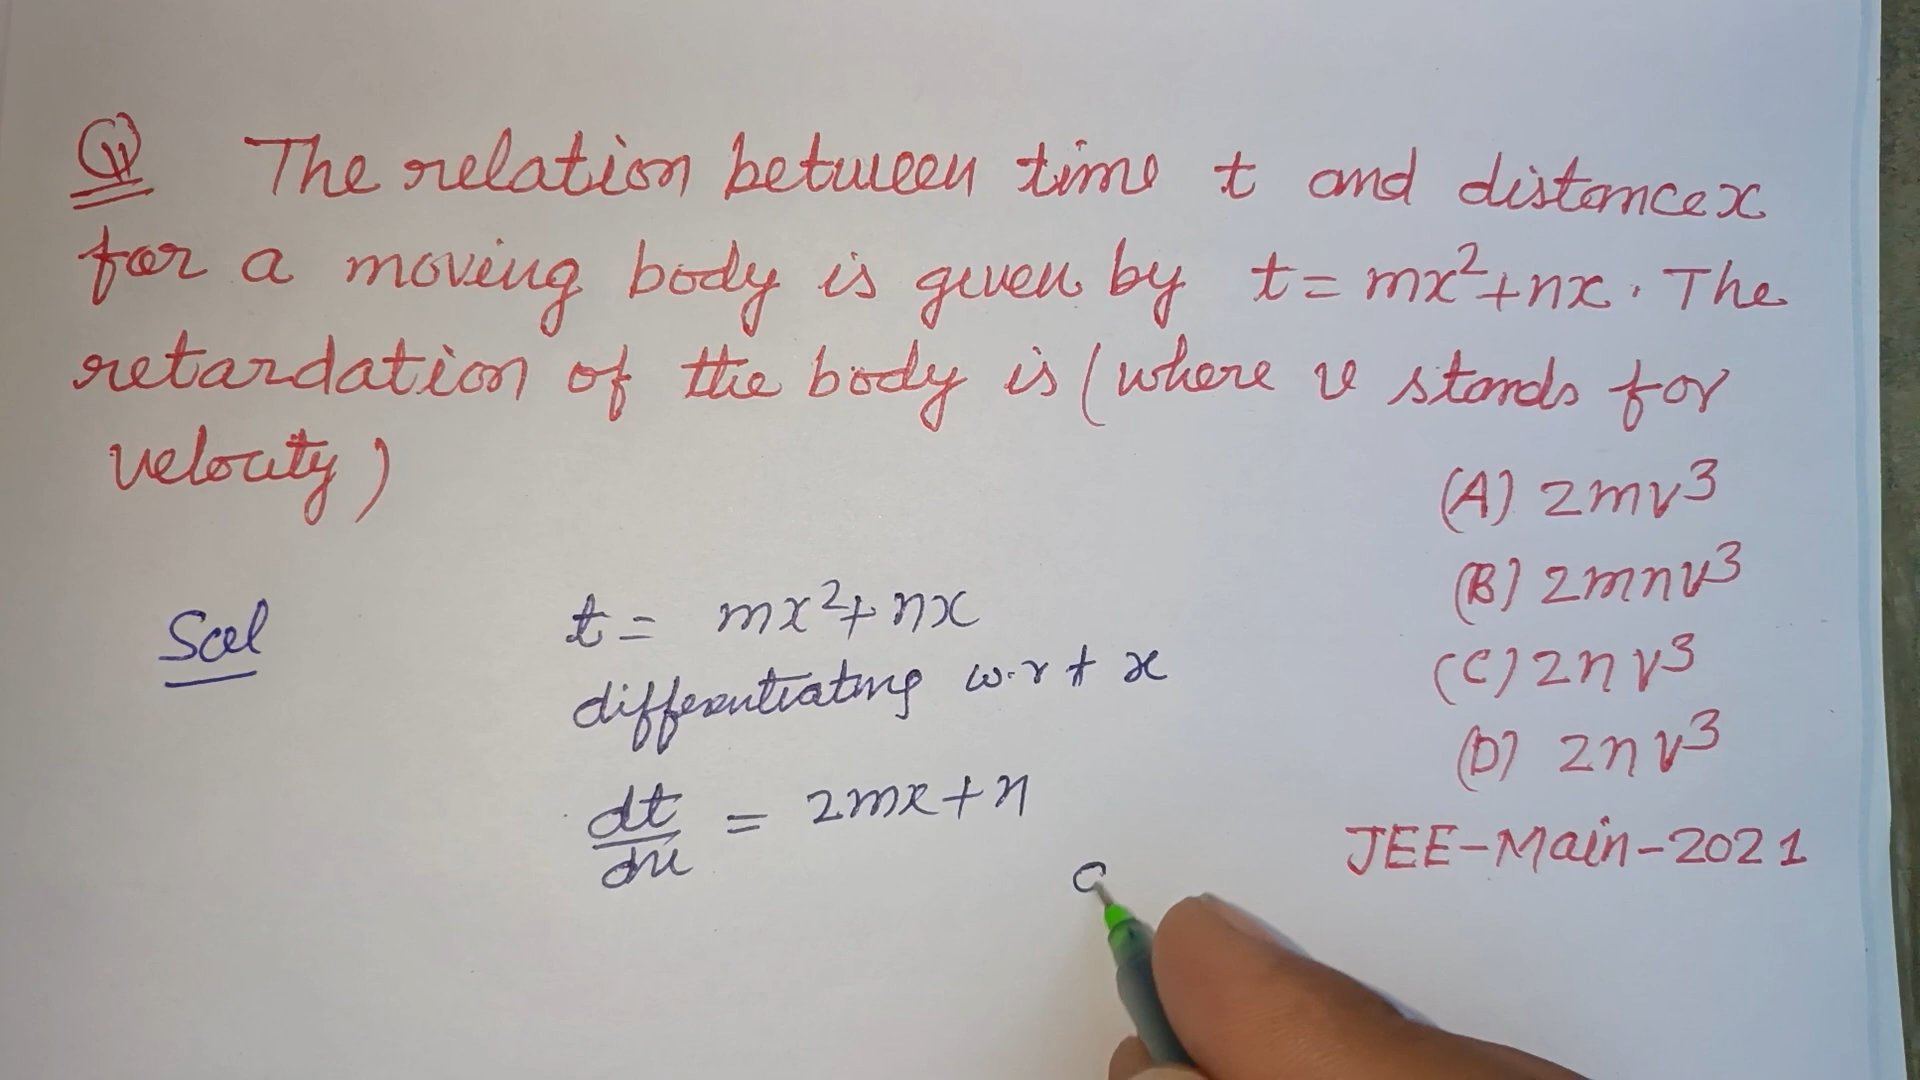 Q The relation between time t and distance x
for a moving body is given by t = mx²+nx. The
retardation of the body is (where v stands for
velocity)
(A) 2mv³
(B) 2mnv³
(C) 2nv³
(D) 2nv³
JEE-Main-2021
Sol t = mx²+nx
differentiating w.r.t x
dt/dx = 2mx+n